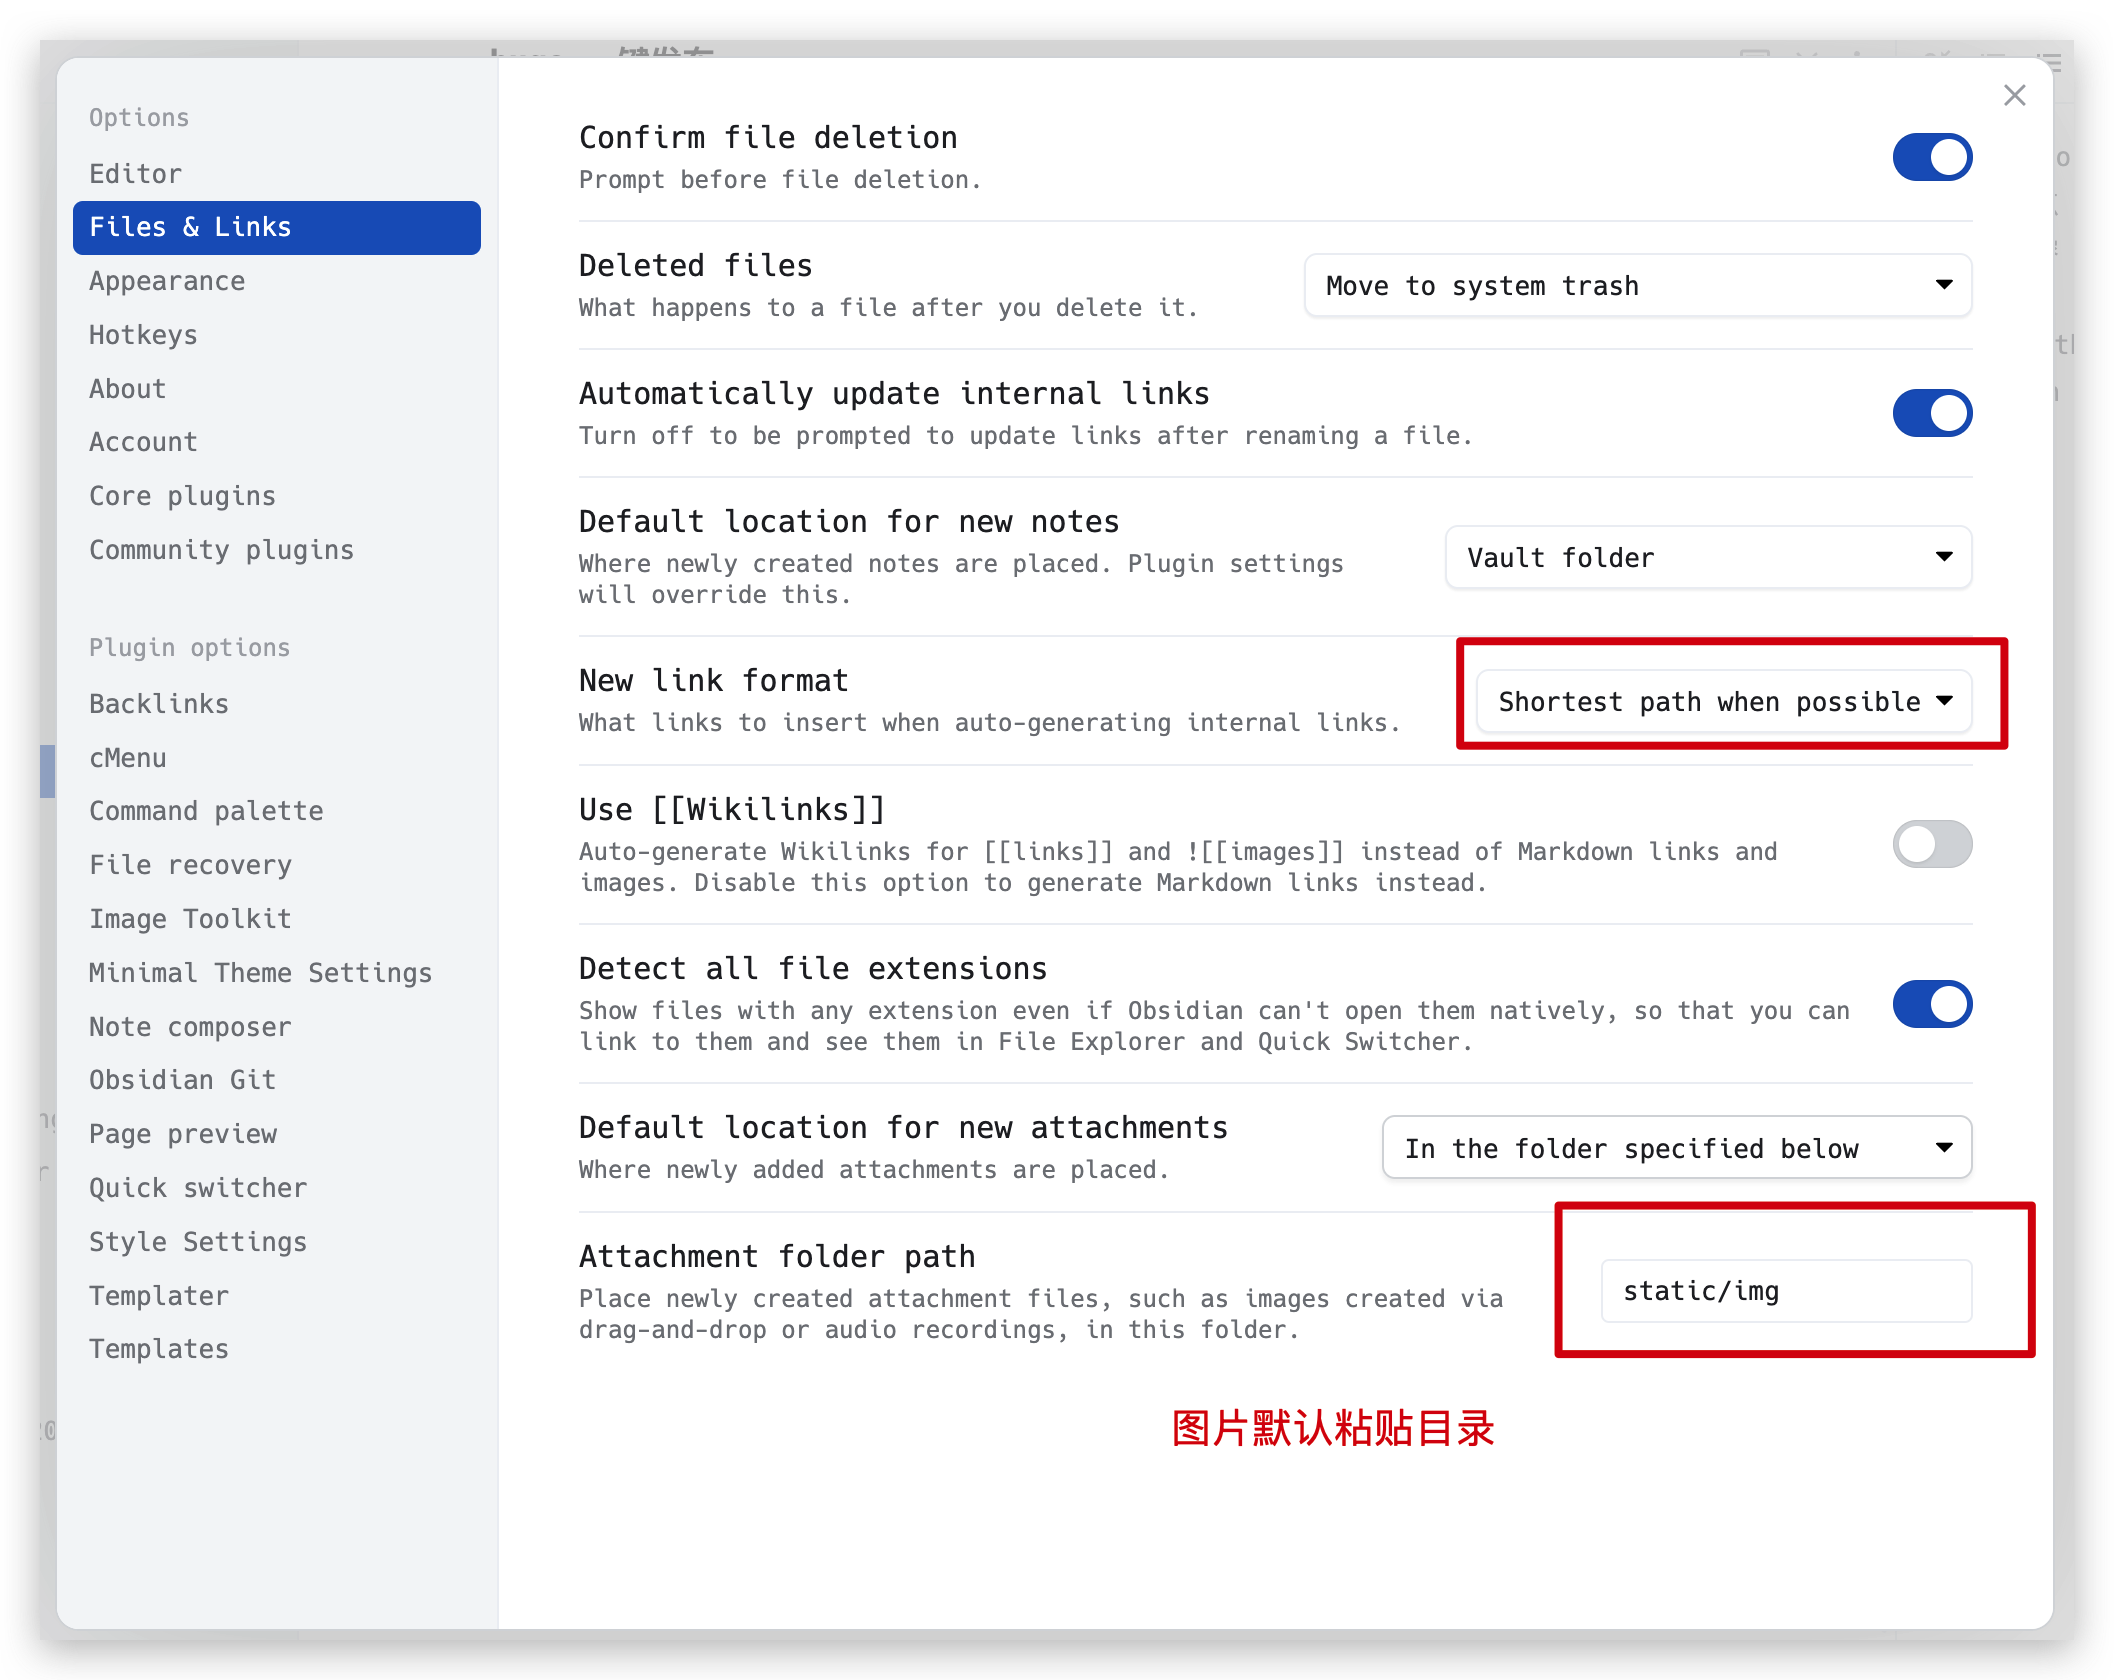 Options
Editor
Files & Links
Appearance
Hotkeys
About
Account
Core plugins
Community plugins
Plugin options
Backlinks
cMenu
Command palette
File recovery
Image Toolkit
Minimal Theme Settings
Note composer
Obsidian Git
Page preview
Quick switcher
Style Settings
Templater
Templates
Confirm file deletion
Prompt before file deletion.
Deleted files
What happens to a file after you delete it.
Move to system trash
Automatically update internal links
Turn off to be prompted to update links after renaming a file.
Default location for new notes
Where newly created notes are placed. Plugin settings
will override this.
Vault folder
New link format
What links to insert when auto-generating internal links.
Shortest path when possible
Use [[Wikilinks]]
Auto-generate Wikilinks for [[links]] and ![[images]] instead of Markdown links and
images. Disable this option to generate Markdown links instead.
Detect all file extensions
Show files with any extension even if Obsidian can't open them natively, so that you can
link to them and see them in File Explorer and Quick Switcher.
Default location for new attachments
Where newly added attachments are placed.
In the folder specified below
Attachment folder path
Place newly created attachment files, such as images created via
drag-and-drop or audio recordings, in this folder.
static/img
图片默认粘贴目录